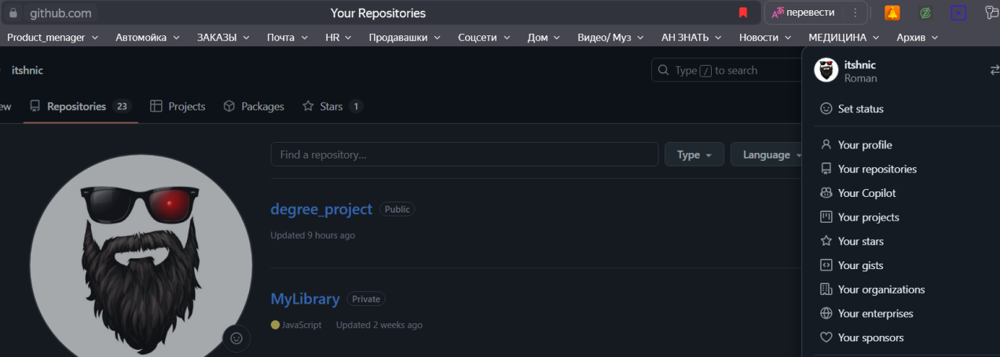 github.com Your Repositories перевести
Product_menager Автомойка ЗАКАЗЫ Почта HR Продавашки Соцсети Дом Видео/ Муз АН ЗНАТЬ Новости МЕДИЦИНА Архив
itshnic Type / to search
ew Repositories 23 Projects Packages Stars 1
Find a repository... Type Language
degree_project Public
Updated 9 hours ago
MyLibrary Private
JavaScript Updated 2 weeks ago
itshnic
Roman
Set status
Your profile
Your repositories
Your Copilot
Your projects
Your stars
Your gists
Your organizations
Your enterprises
Your sponsors